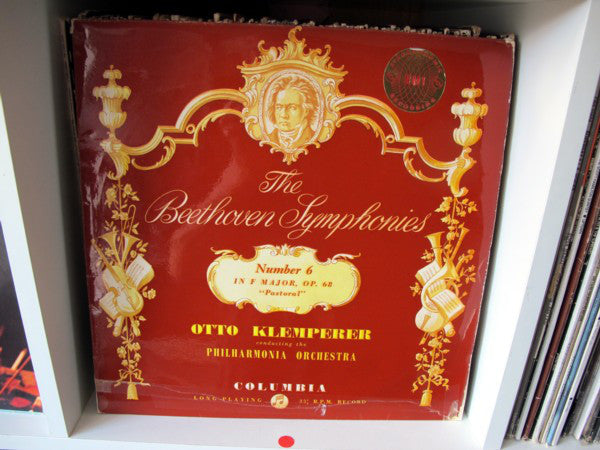 The
Beethoven Symphonies
Number 6
IN F MAJOR, OP. 68
"Pastoral"
OTTO KLEMPERER
conducting the
PHILHARMONIA ORCHESTRA
COLUMBIA
LONG PLAYING 33⅓ R.P.M. RECORD